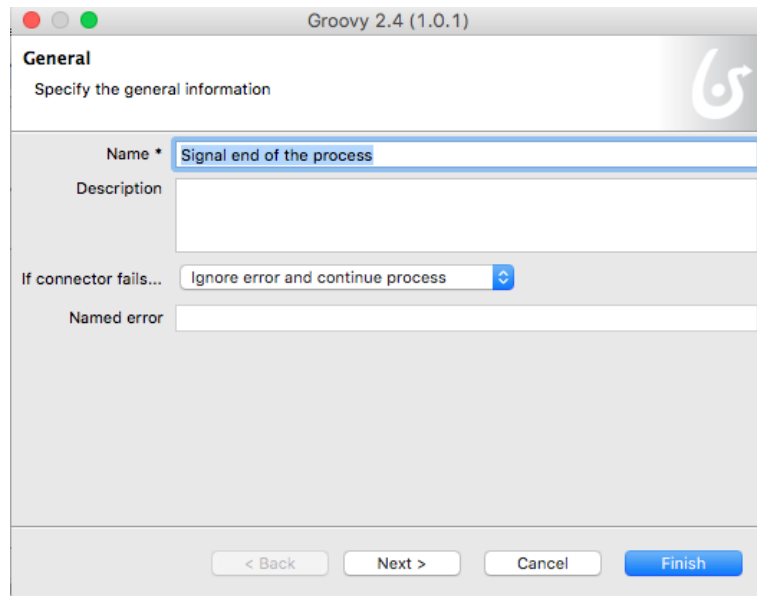 Groovy 2.4 (1.0.1)
General
Specify the general information
Name * Signal end of the process
Description
If connector fails... Ignore error and continue process
Named error
< Back Next > Cancel Finish